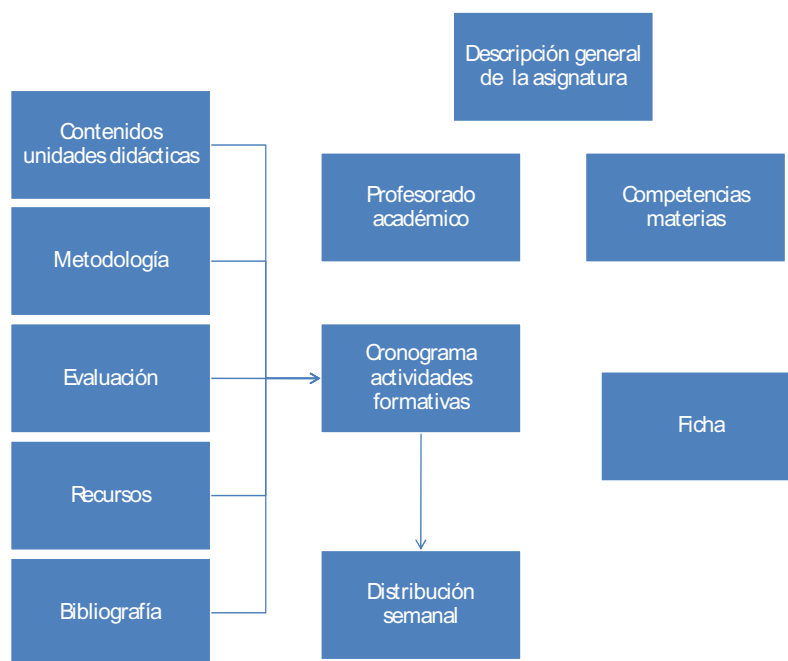 Descripción general
de la asignatura
Contenidos
unidades didácticas
Profesorado
académico
Competencias
materias
Metodología
Evaluación
Cronograma
actividades
formativas
Ficha
Recursos
Bibliografía
Distribución
semanal